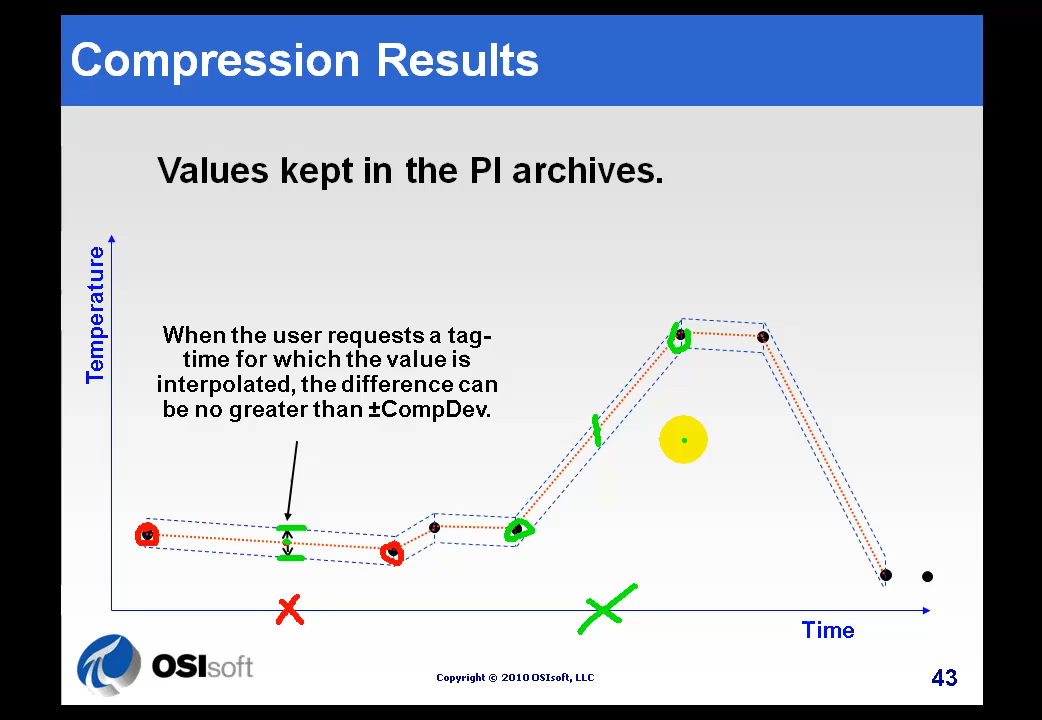 Compression Results
Values kept in the PI archives.
Temperature
When the user requests a tag-
time for which the value is
interpolated, the difference can
be no greater than ±CompDev.
Time
OSIsoft
Copyright © 2010 OSIsoft, LLC
43